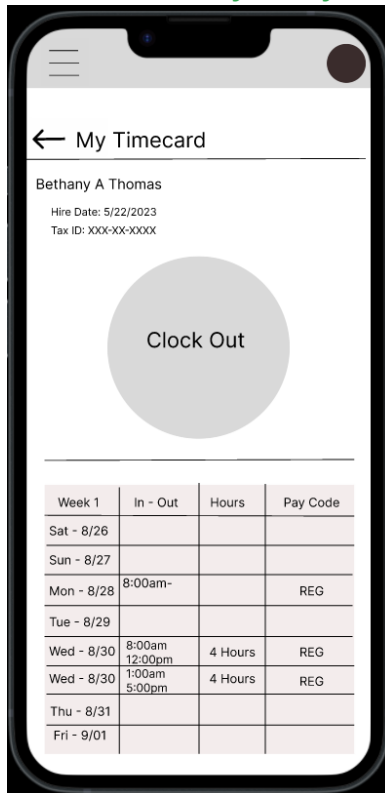 My Timecard
Bethany A Thomas
Hire Date: 5/22/2023
Tax ID: XXX-XX-XXXX
Clock Out
Week 1 In - Out Hours Pay Code
Sat - 8/26
Sun - 8/27
Mon - 8/28 8:00am- REG
Tue - 8/29
Wed - 8/30 8:00am 12:00pm 4 Hours REG
Wed - 8/30 1:00am 5:00pm 4 Hours REG
Thu - 8/31
Fri - 9/01